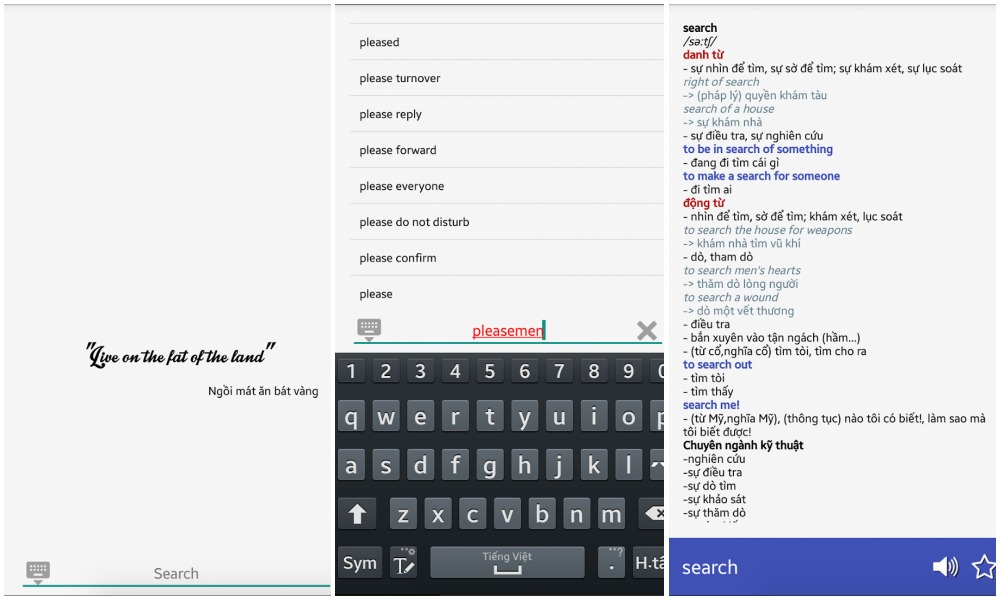 "Live on the fat of the land"
Ngồi mát ăn bát vàng
Search
pleased
please turnover
please reply
please forward
please everyone
please do not disturb
please confirm
please
pleasemen
1 2 3 4 5 6 7 8 9 0
q w e r t y u i o p
a s d f g h j k l
z x c v b n m
Sym T Tiếng Việt . ? H.tấ
search
/sə:tʃ/
danh từ
- sự nhìn để tìm, sự sờ để tìm; sự khám xét, sự lục soát
right of search
-> (pháp lý) quyền khám tàu
search of a house
-> sự khám nhà
- sự điều tra, sự nghiên cứu
to be in search of something
- đang đi tìm cái gì
to make a search for someone
- đi tìm ai
động từ
- nhìn để tìm, sờ để tìm; khám xét, lục soát
to search the house for weapons
-> khám nhà tìm vũ khí
- dò, tham dò
to search men's hearts
-> thăm dò lòng người
to search a wound
-> dò một vết thương
- điều tra
- bắn xuyên vào tận ngách (hầm...)
- (từ cổ,nghĩa cổ) tìm tòi, tìm cho ra
to search out
- tìm tòi
- tìm thấy
search me!
- (từ Mỹ,nghĩa Mỹ), (thông tục) nào tôi có biết!, làm sao mà
tôi biết được!
Chuyên ngành kỹ thuật
-nghiên cứu
-sự điều tra
-sự dò tìm
-sự khảo sát
-sự thăm dò
search